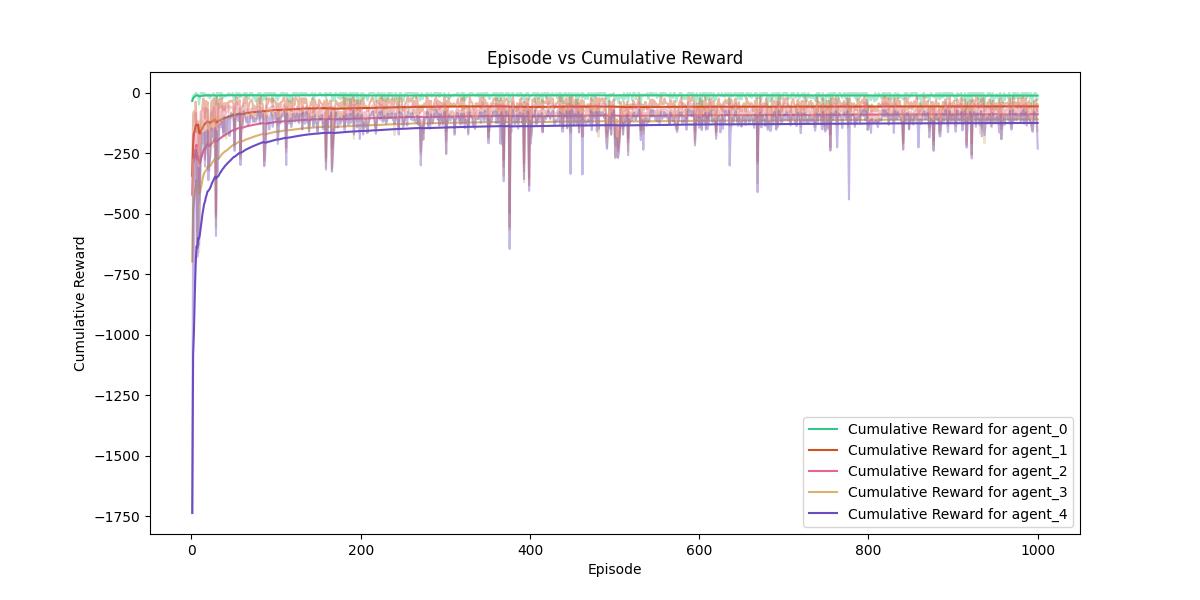 Episode vs Cumulative Reward
Cumulative Reward
0
−250
−500
−750
−1000
−1250
−1500
−1750
Cumulative Reward for agent_0
Cumulative Reward for agent_1
Cumulative Reward for agent_2
Cumulative Reward for agent_3
Cumulative Reward for agent_4
0
200
400
600
800
1000
Episode